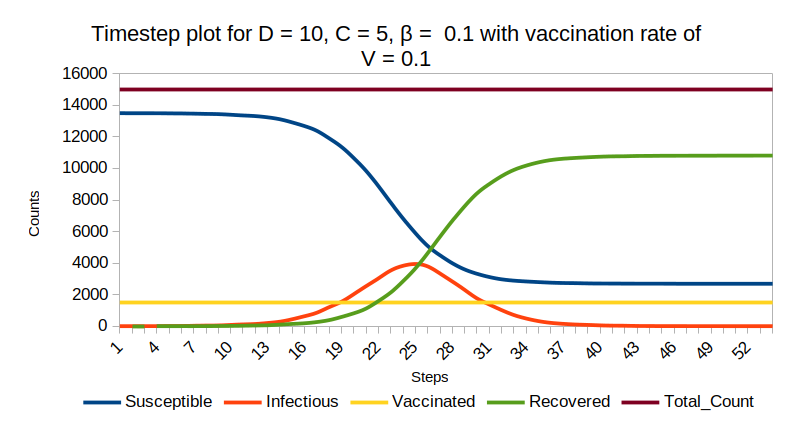 Timestep plot for D = 10, C = 5, β = 0.1 with vaccination rate of
V = 0.1
16000
14000
12000
10000
8000
6000
4000
2000
0
Counts
1 4 7 10 13 16 19 22 25 28 31 34 37 40 43 46 49 52
Steps
Susceptible Infectious Vaccinated Recovered Total_Count